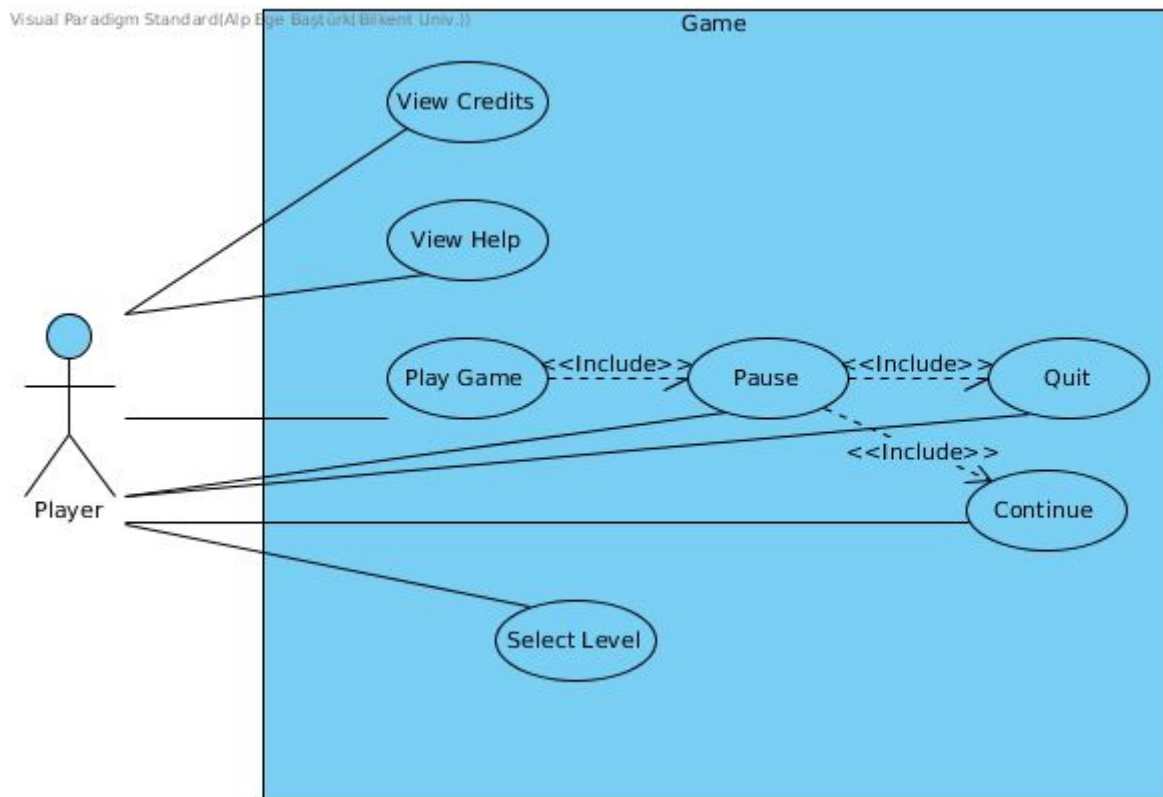 Visual Paradigm Standard(Alp Ege Baştürk(Bilkent Univ.))
Game
View Credits
View Help
<<Include>>
<<Include>>
Play Game
Pause
Quit
<<Include>>
Player
Continue
Select Level